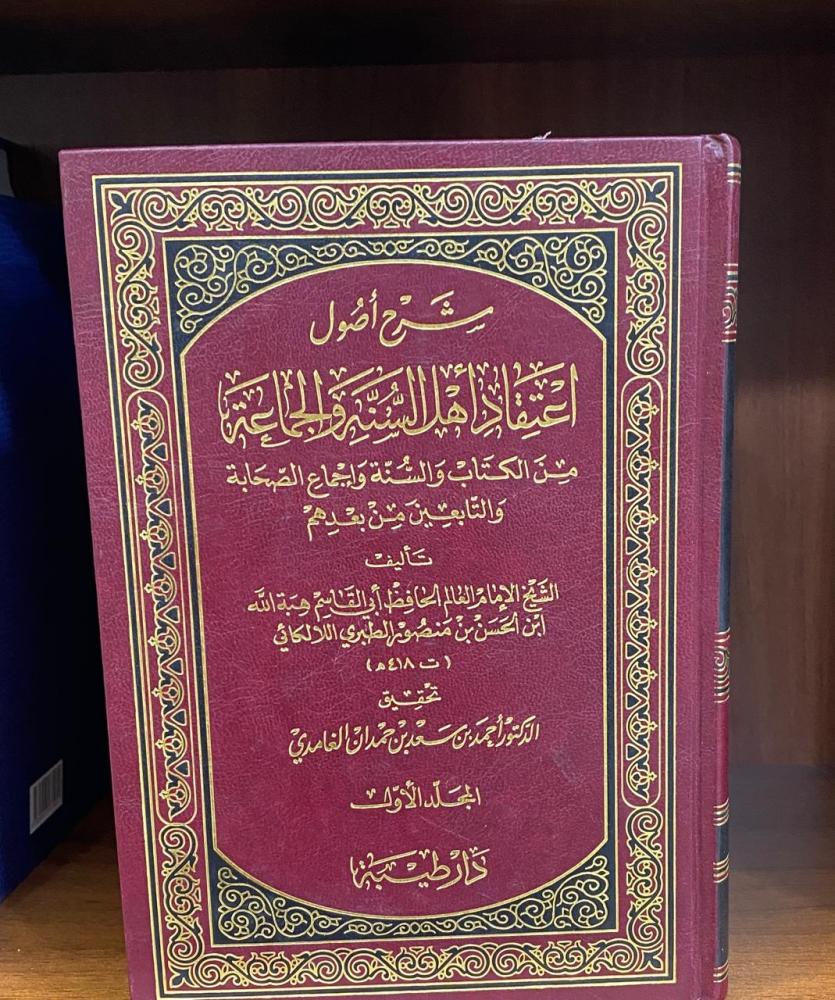 شرح أصول
اعتقاد أهل السنة والجماعة
من الكتاب والسنة وإجماع الصحابة
والتابعين من بعدهم
تأليف
الشيخ الإمام العالم الحافظ أبي القاسم هبة الله
ابن الحسن بن منصور الطبري اللالكائي
(ت ٤١٨ه)
تحقيق
الدكتور أحمد بن سعد بن حمدان الغامدي
المجلد الأول
دار طيبة